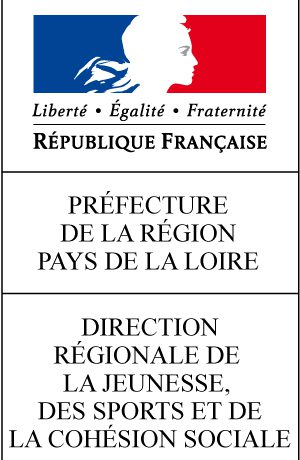 Liberté • Égalité • Fraternité
RÉPUBLIQUE FRANÇAISE
PRÉFECTURE
DE LA RÉGION
PAYS DE LA LOIRE
DIRECTION
RÉGIONALE DE
LA JEUNESSE,
DES SPORTS ET DE
LA COHÉSION SOCIALE